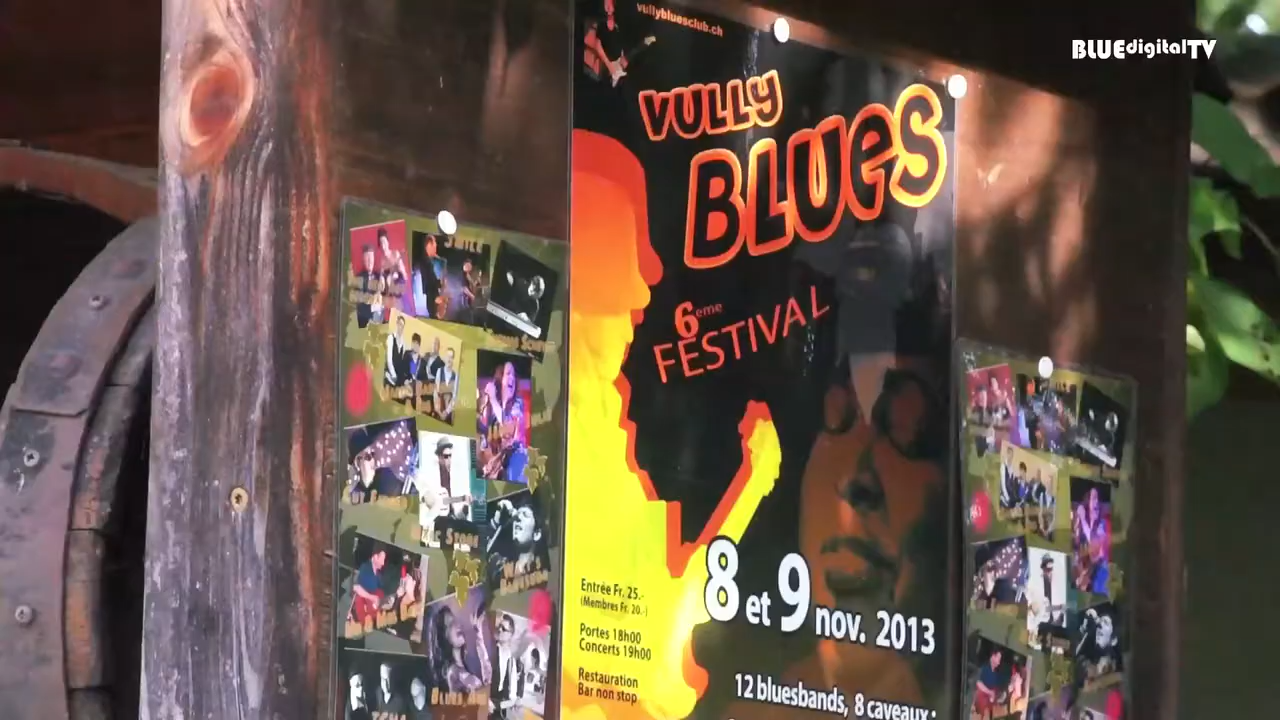 vullybluesclub.ch
BLUEdigitalTV
VULLY
BLUES
6eme
FESTIVAL
8 et 9 nov. 2013
Entrée Fr. 25.-
(Membres Fr. 20.-)
Portes 18h00
Concerts 19h00
Restauration
Bar non stop
12 bluesbands, 8 caveaux: